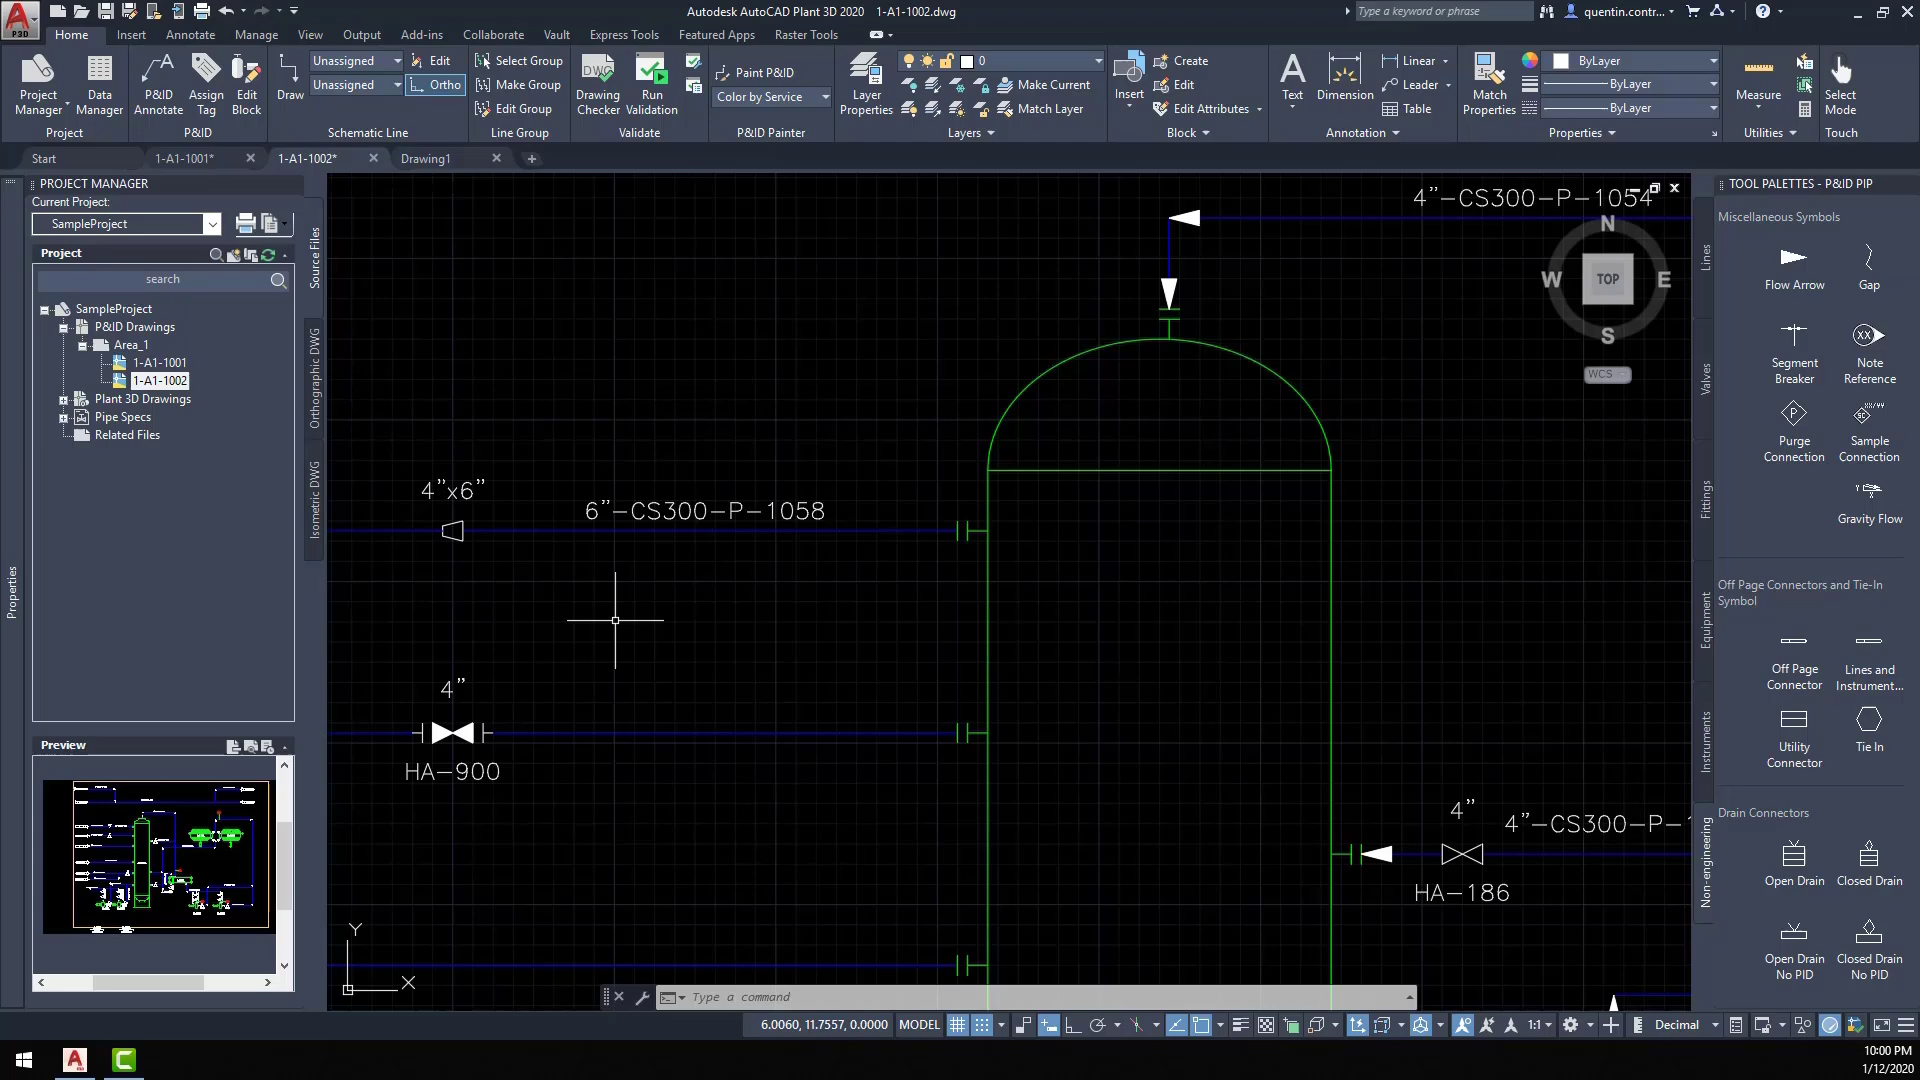 Autodesk AutoCAD Plant 3D 2020 1-A1-1002.dwg
Type a keyword or phrase
quentin.contr...
P3D
Home Insert Annotate Manage View Output Add-ins Collaborate Vault Express Tools Featured Apps Raster Tools
Project Manager
Data Manager
Project
P&ID Annotate
Assign Tag
Edit Block
P&ID
Draw
Unassigned
Unassigned
Edit
Ortho
Schematic Line
Select Group
Make Group
Edit Group
Line Group
DWG
Drawing Checker
Run Validation
Validate
Paint P&ID
Color by Service
P&ID Painter
Layer Properties
0
Make Current
Match Layer
Layers
Insert
Create
Edit
Edit Attributes
Block
Text
Dimension
Linear
Leader
Table
Annotation
Match Properties
ByLayer
ByLayer
ByLayer
Properties
Measure
Utilities
Select Mode
Touch
Start 1-A1-1001* 1-A1-1002* Drawing1
PROJECT MANAGER
Current Project:
SampleProject
Project
search
SampleProject
P&ID Drawings
Area_1
1-A1-1001
1-A1-1002
Plant 3D Drawings
Pipe Specs
Related Files
Source Files
Orthographic DWG
Isometric DWG
Properties
Preview
4"-CS300-P-1054
N
W TOP E
S
WCS
4"x6"
6"-CS300-P-1058
4"
HA-900
4"
4"-CS300-P-1
HA-186
Y
X
Type a command
TOOL PALETTES - P&ID PIP
Lines
Valves
Fittings
Equipment
Instruments
Non-engineering
Miscellaneous Symbols
Flow Arrow
Gap
Segment Breaker
XX
Note Reference
P
Purge Connection
Sample Connection
Gravity Flow
Off Page Connectors and Tie-In Symbol
Off Page Connector
Lines and Instrument...
Utility Connector
Tie In
Drain Connectors
Open Drain
Closed Drain
Open Drain No PID
Closed Drain No PID
6.0060, 11.7557, 0.0000 MODEL 1:1 Decimal
10:00 PM
1/12/2020